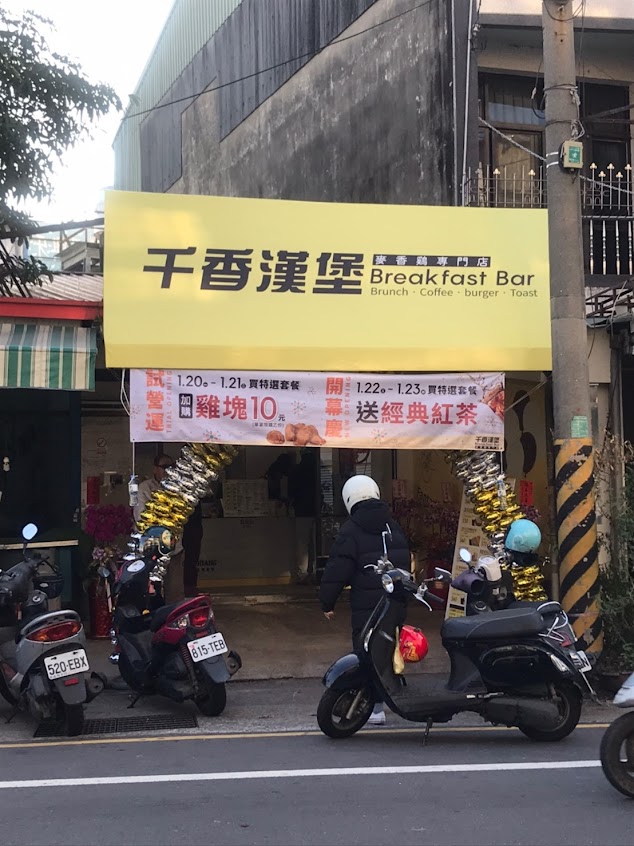 千香漢堡
麥香鷄專門店
Breakfast Bar
Brunch · Coffee · burger · Toast
試營運
1.20 - 1.21 買特選套餐
加購 雞塊10元
開幕慶
1.22 - 1.23 買特選套餐
送經典紅茶
千香漢堡
520-EBX
815-TEB